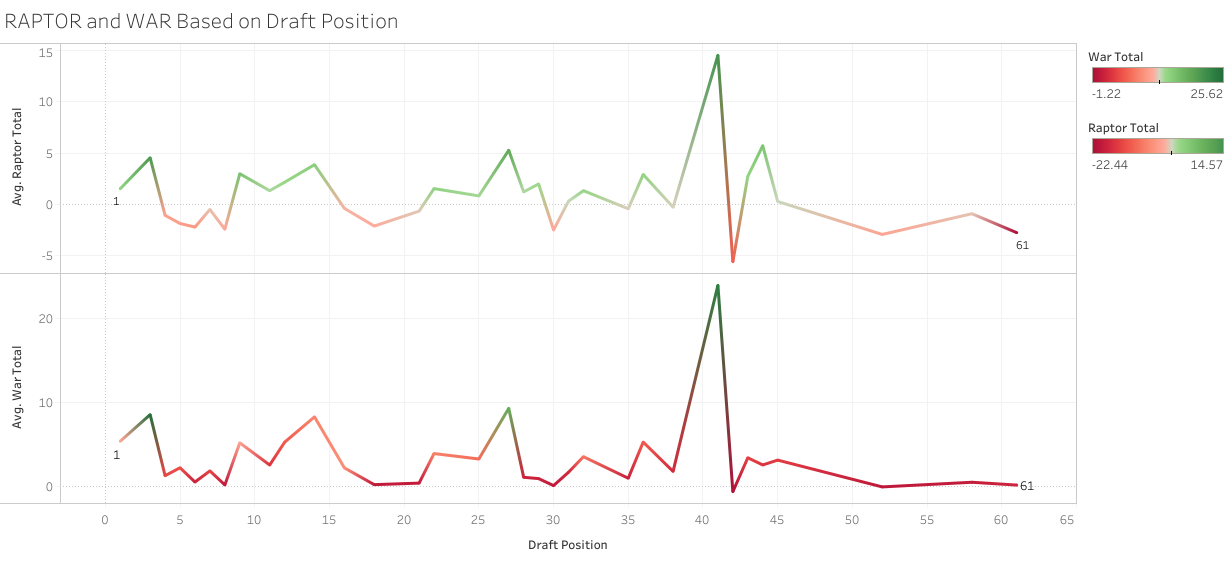 RAPTOR and WAR Based on Draft Position
War Total
-1.22 25.62
Raptor Total
-22.44 14.57
Avg. Raptor Total
15
10
5
0
-5
1
61
Avg. War Total
20
10
0
1
61
0 5 10 15 20 25 30 35 40 45 50 55 60 65
Draft Position